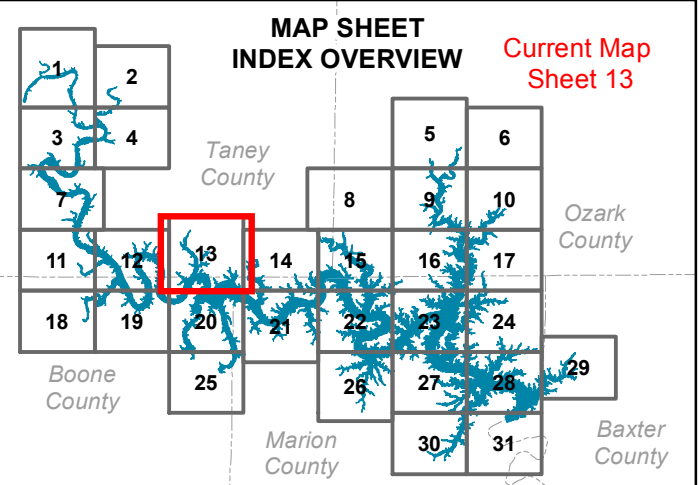 MAP SHEET
INDEX OVERVIEW
Current Map
Sheet 13
1
2
3
4
5
6
Taney
County
7
8
9
10
Ozark
County
11
12
13
14
15
16
17
18
19
20
21
22
23
24
Boone
County
25
26
27
28
29
Marion
County
30
31
Baxter
County